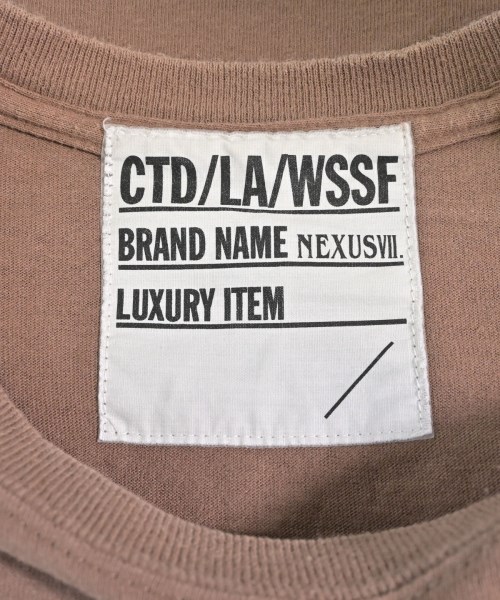 CTD/LA/WSSF
BRAND NAME NEXUSVII.
LUXURY ITEM
/